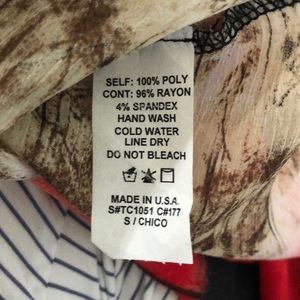 SELF: 100% POLY
CONT: 96% RAYON
4% SPANDEX
HAND WASH
COLD WATER
LINE DRY
DO NOT BLEACH
MADE IN U.S.A.
S#TC1051 C#177
S / CHICO